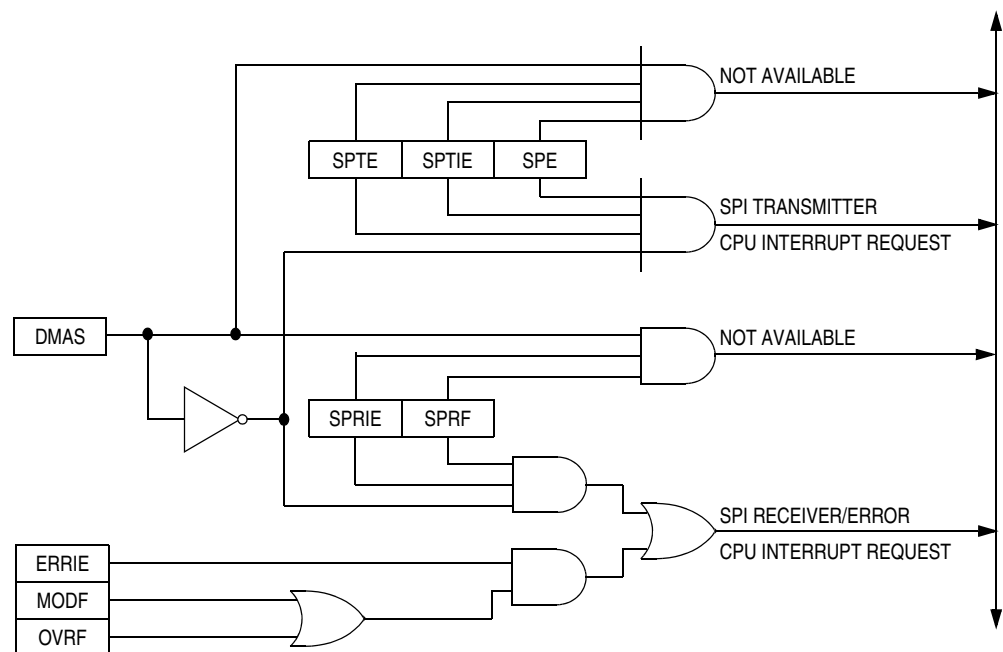 NOT AVAILABLE
SPTE SPTIE SPE
SPI TRANSMITTER
CPU INTERRUPT REQUEST
DMAS
NOT AVAILABLE
SPRIE SPRF
SPI RECEIVER/ERROR
CPU INTERRUPT REQUEST
ERRIE
MODF
OVRF